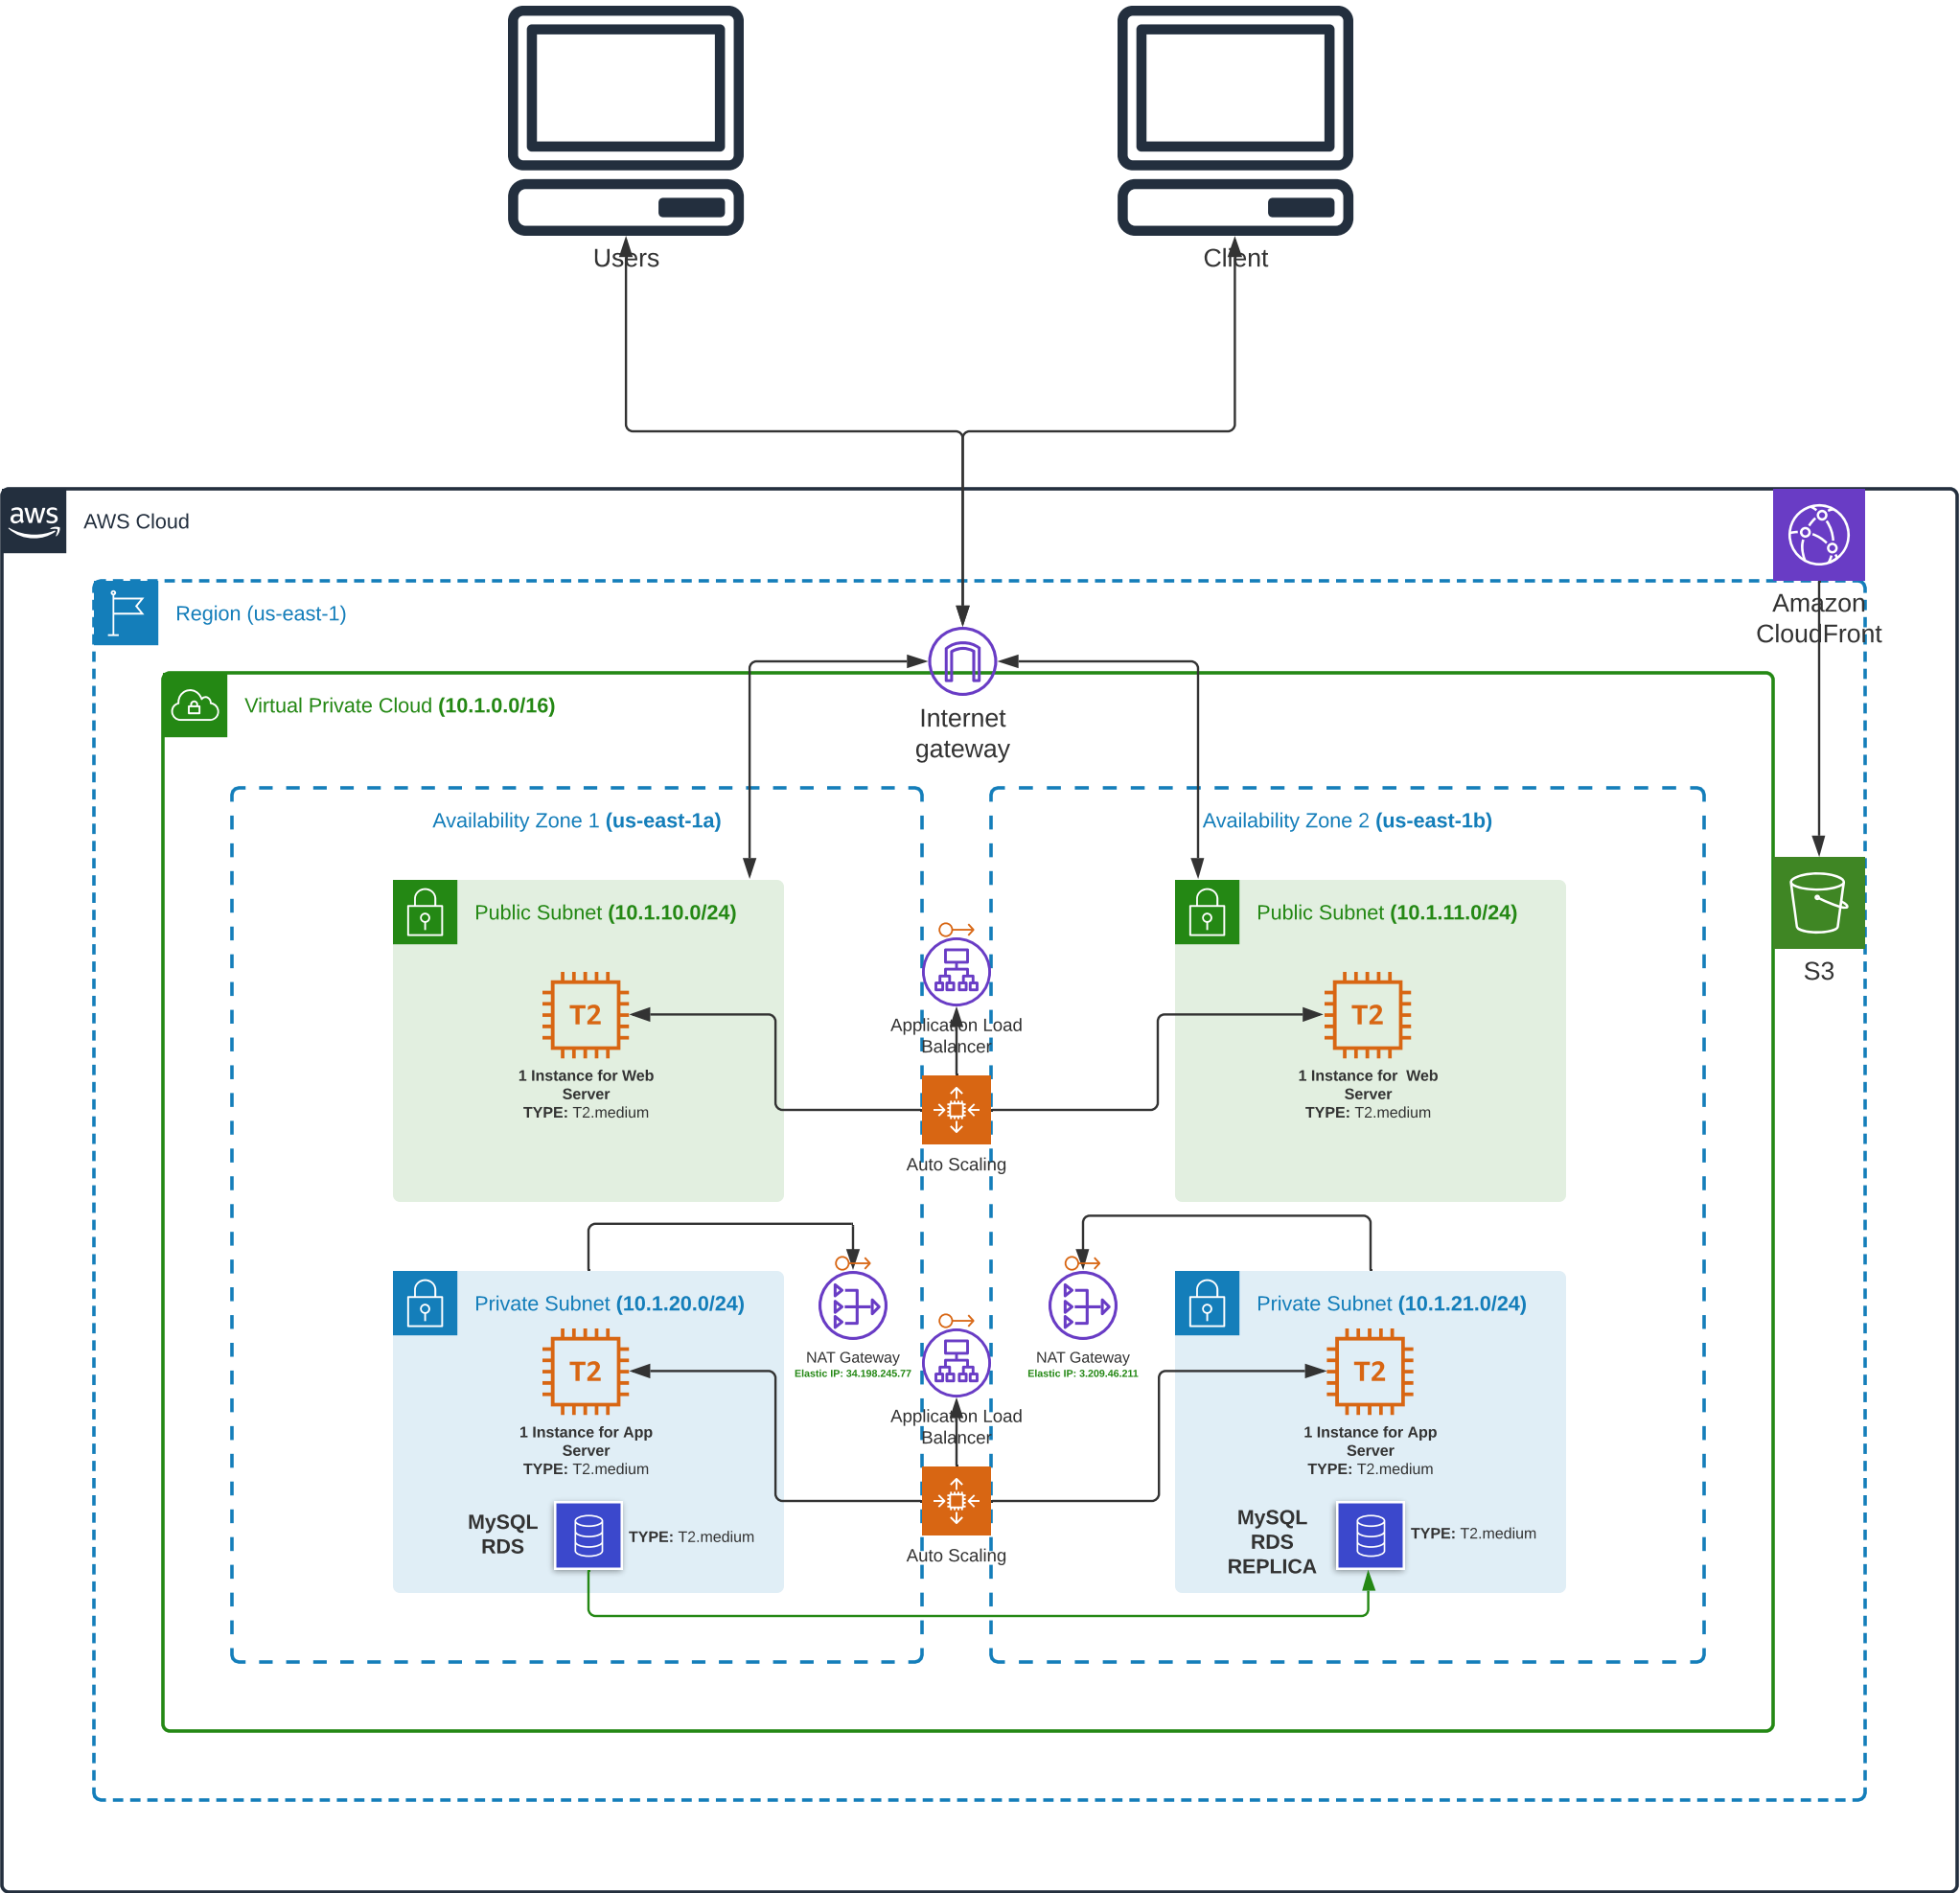 Users
Client
aws
AWS Cloud
Amazon
CloudFront
Region (us-east-1)
Internet
gateway
Virtual Private Cloud (10.1.0.0/16)
Availability Zone 1 (us-east-1a)
Availability Zone 2 (us-east-1b)
Public Subnet (10.1.10.0/24)
Public Subnet (10.1.11.0/24)
S3
T2
1 Instance for Web
Server
TYPE: T2.medium
Application Load
Balancer
Auto Scaling
T2
1 Instance for  Web
Server
TYPE: T2.medium
Private Subnet (10.1.20.0/24)
NAT Gateway
Elastic IP: 34.198.245.77
NAT Gateway
Elastic IP: 3.209.46.211
Private Subnet (10.1.21.0/24)
T2
1 Instance for App
Server
TYPE: T2.medium
Application Load
Balancer
Auto Scaling
T2
1 Instance for App
Server
TYPE: T2.medium
MySQL
RDS
TYPE: T2.medium
MySQL
RDS
REPLICA
TYPE: T2.medium